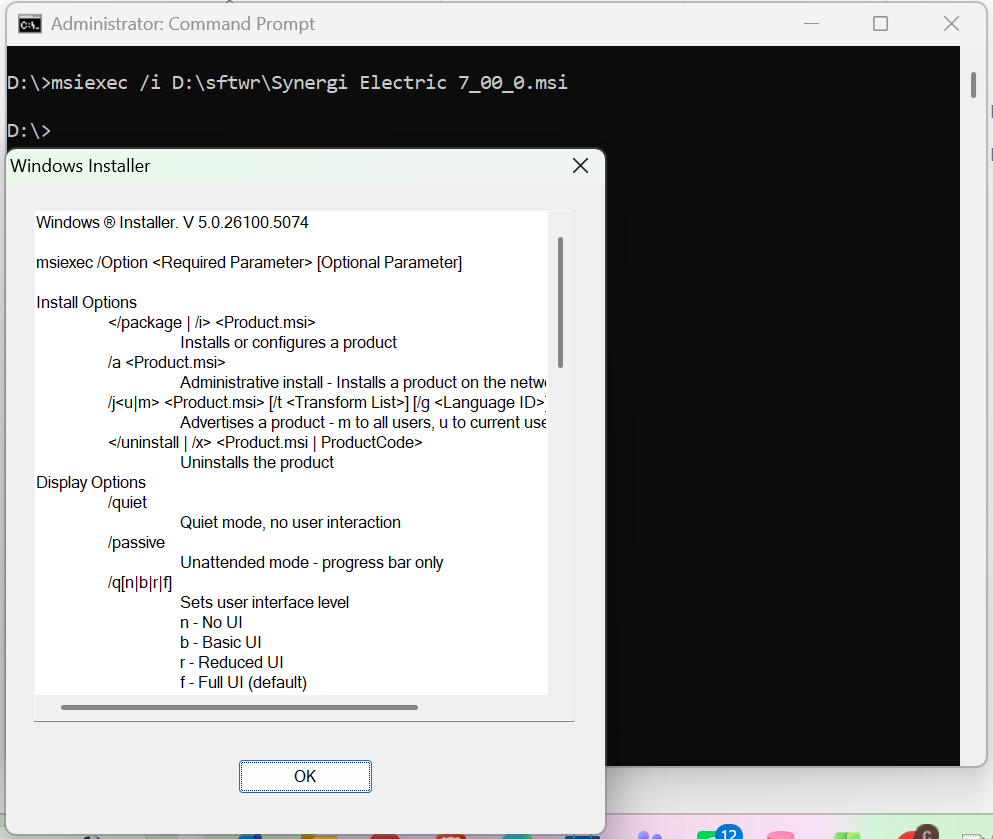 Administrator: Command Prompt
D:\>msiexec /i D:\sftwr\Synergi Electric 7_00_0.msi
D:\>
Windows Installer
Windows ® Installer. V 5.0.26100.5074
msiexec /Option <Required Parameter> [Optional Parameter]
Install Options
</package | /i> <Product.msi>
Installs or configures a product
/a <Product.msi>
Administrative install - Installs a product on the netw
/j<u|m> <Product.msi> [/t <Transform List>] [/g <Language ID>]
Advertises a product - m to all users, u to current use
</uninstall | /x> <Product.msi | ProductCode>
Uninstalls the product
Display Options
/quiet
Quiet mode, no user interaction
/passive
Unattended mode - progress bar only
/q[n|b|r|f]
Sets user interface level
n - No UI
b - Basic UI
r - Reduced UI
f - Full UI (default)
OK
12